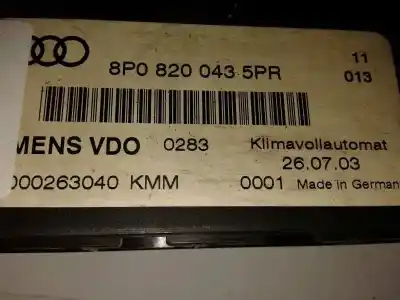 8P0 820 043 5PR 11
013
MENS VDO 0283 Klimavollautomat
26.07.03
000263040 KMM 0001 Made in German